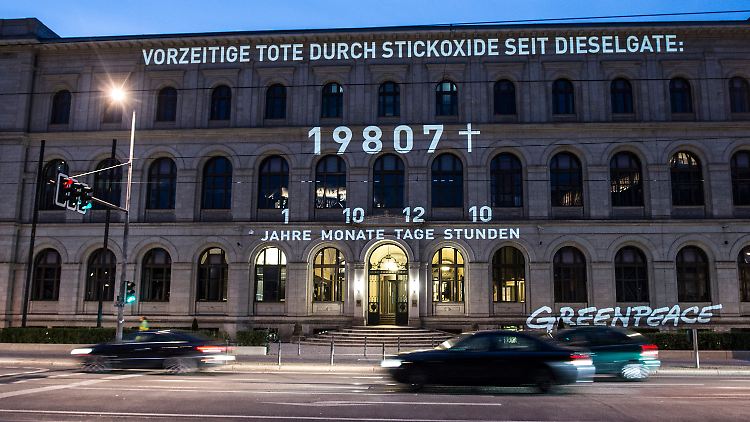 VORZEITIGE TOTE DURCH STICKOXIDE SEIT DIESELGATE:
19807†
1 10 12 10
JAHRE MONATE TAGE STUNDEN
GREENPEACE